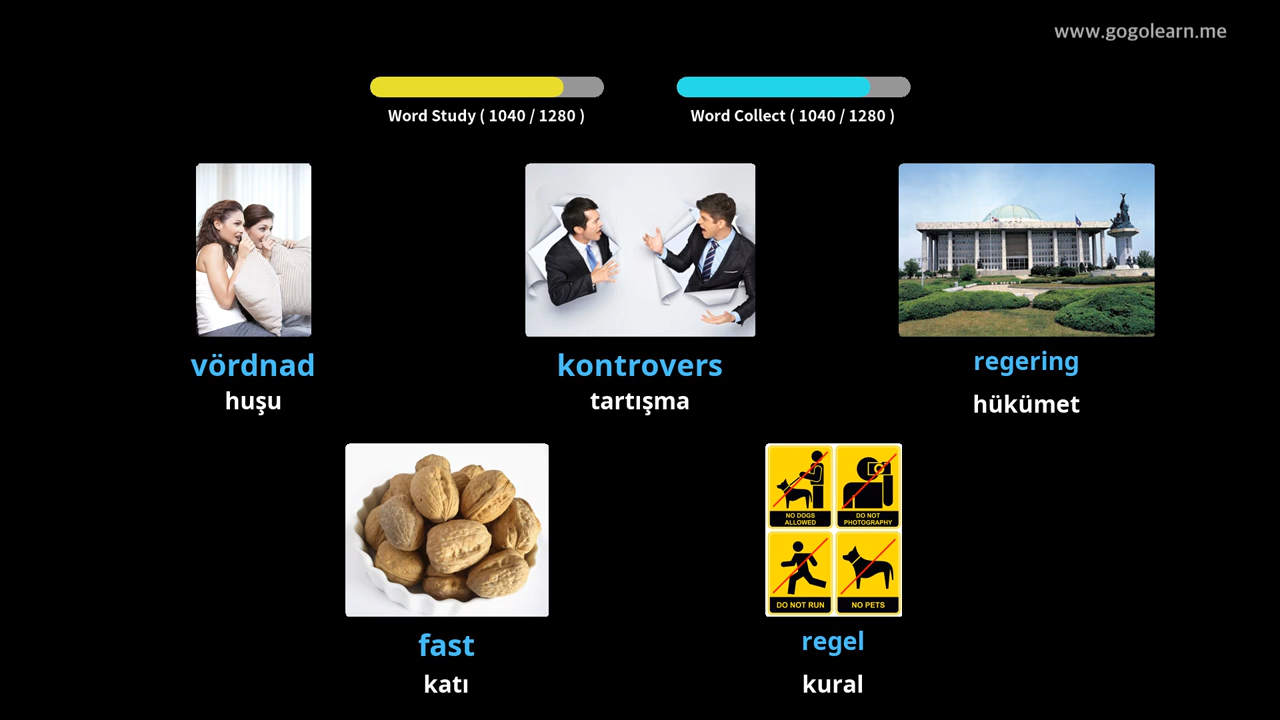 www.gogolearn.me
Word Study ( 1040 / 1280 )
Word Collect ( 1040 / 1280 )
vördnad
huşu
kontrovers
tartışma
regering
hükümet
fast
katı
NO DOGS
ALLOWED
DO NOT
PHOTOGRAPHY
DO NOT RUN
NO PETS
regel
kural